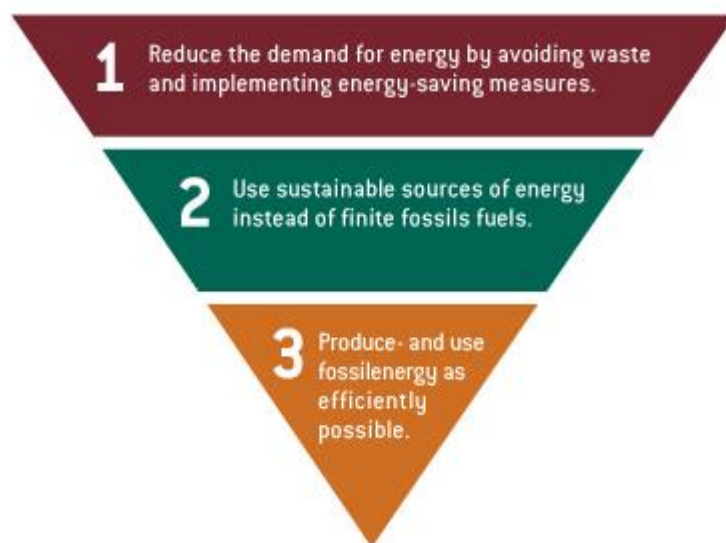 1
Reduce the demand for energy by avoiding waste
and implementing energy-saving measures.
2
Use sustainable sources of energy
instead of finite fossils fuels.
3
Produce- and use
fossilenergy as
efficiently
possible.